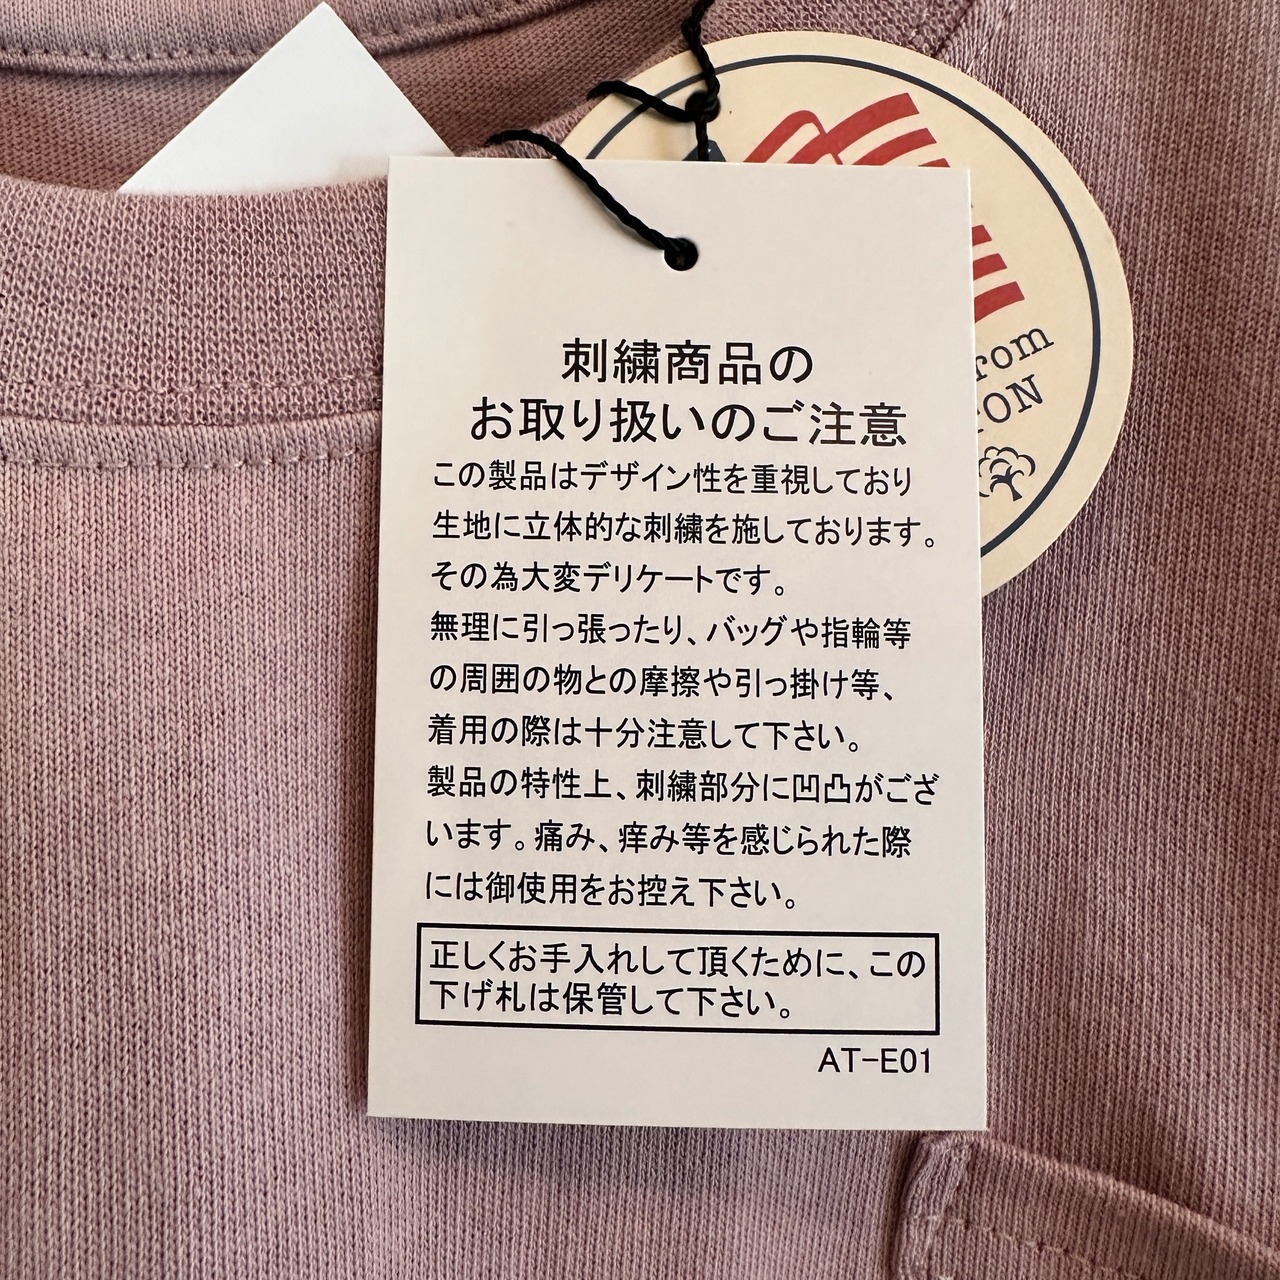 刺繍商品の
お取り扱いのご注意
この製品はデザイン性を重視しており
生地に立体的な刺繍を施しております。
その為大変デリケートです。
無理に引っ張ったり、バッグや指輪等
の周囲の物との摩擦や引っ掛け等、
着用の際は十分注意して下さい。
製品の特性上、刺繍部分に凹凸がござ
います。痛み、痒み等を感じられた際
には御使用をお控え下さい。
正しくお手入れして頂くために、この
下げ札は保管して下さい。
AT-E01
rom
ON